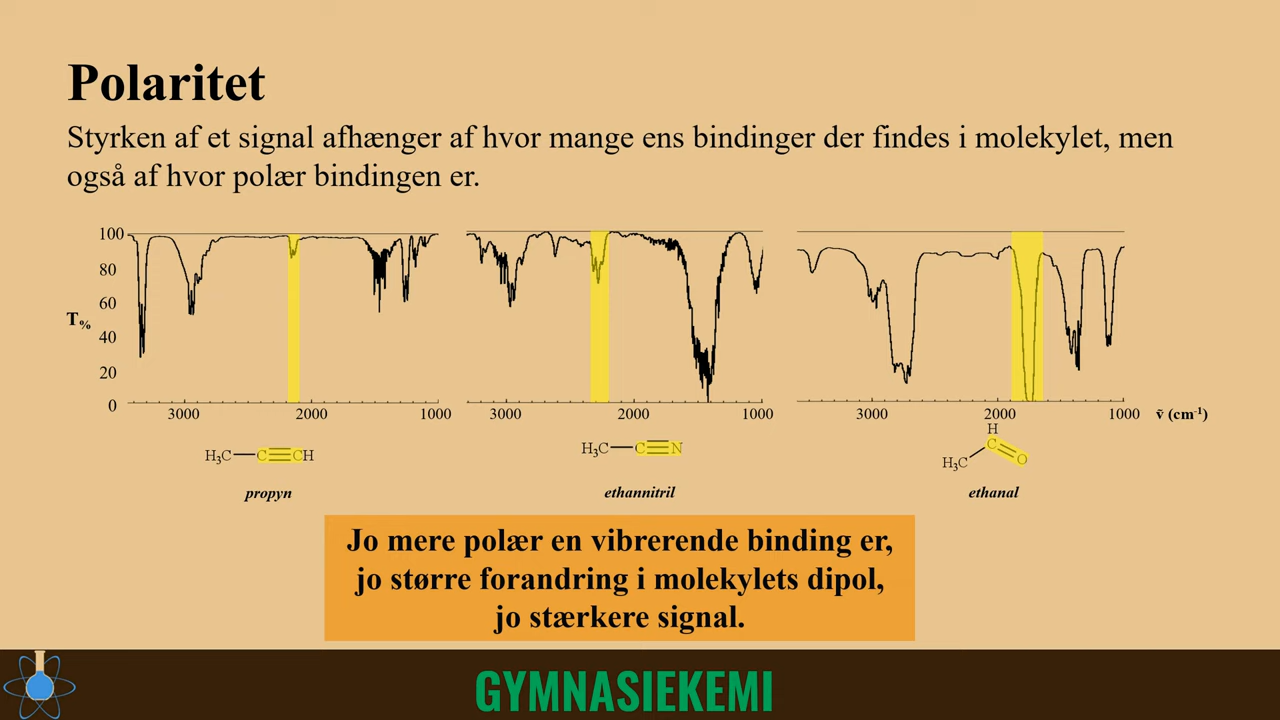 Polaritet
Styrken af et signal afhænger af hvor mange ens bindinger der findes i molekylet, men
også af hvor polær bindingen er.
100
80
60
T%
40
20
0
3000 2000 1000
3000 2000 1000
3000 2000 1000 ṽ (cm⁻¹)
H₃C—C≡CH
H₃C—C≡N
H
C
H₃C O
propyn
ethannitril
ethanal
Jo mere polær en vibrerende binding er,
jo større forandring i molekylets dipol,
jo stærkere signal.
GYMNASIEKEMI